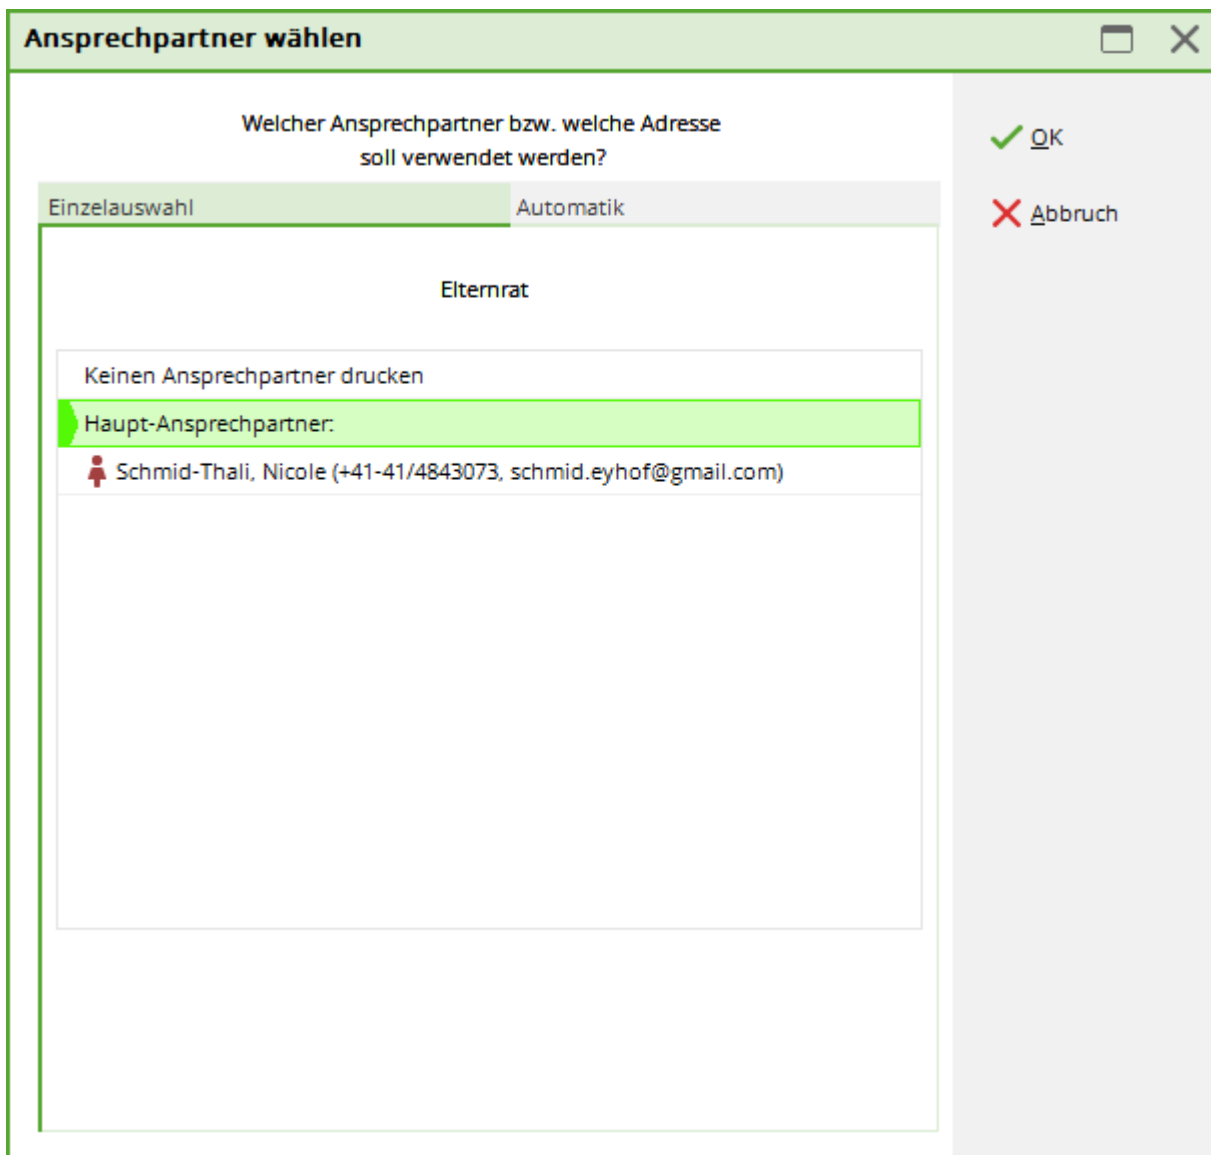 Ansprechpartner wählen
Welcher Ansprechpartner bzw. welche Adresse
soll verwendet werden?
OK
Einzelauswahl
Automatik
Abbruch
Elternrat
Keinen Ansprechpartner drucken
Haupt-Ansprechpartner:
Schmid-Thali, Nicole (+41-41/4843073, schmid.eyhof@gmail.com)